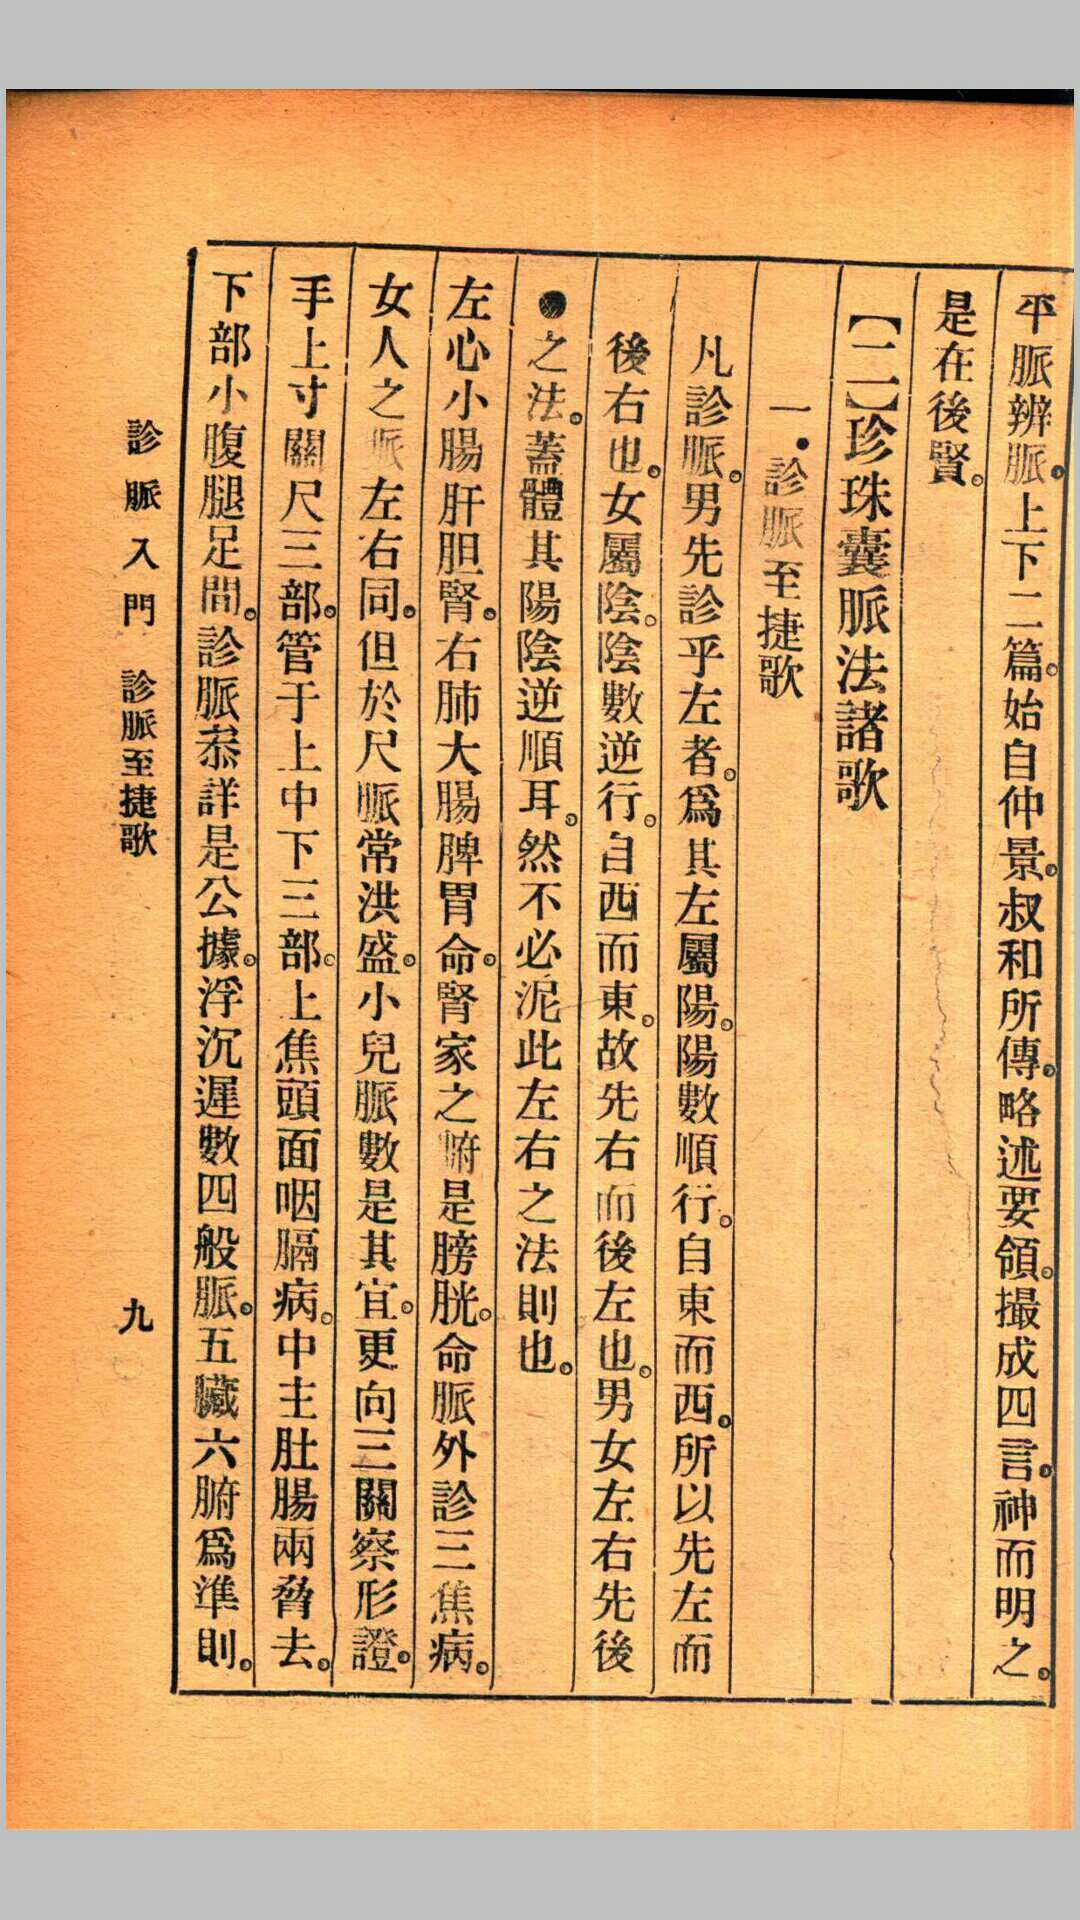 平脈辨脈。上下二篇。始自仲景。叔和所傳。略述要領。撮成四言。神而明之。
是在後賢。
【二】珍珠囊脈法諸歌
一●診脈至捷歌
凡診脈。男先診乎左者。爲其左屬陽。陽數順行。自東而西。所以先左而
後右也。女屬陰。陰數逆行。自西而東。故先右而後左也。男女左右先後
●之法。蓋體其陽陰逆順耳。然不必泥此左右之法則也。
左心小腸肝胆腎。右肺大腸脾胃命。腎家之腑是膀胱。命脈外診三焦病。
女人之脈左右同。但於尺脈常洪盛。小兒脈數是其宜。更向三關察形證。
手上寸關尺三部。管于上中下三部。上焦頭面咽膈病。中主肚腸兩脅去。
下部小腹腿足間。診脈叅詳是公據。浮沉遲數四般脈。五臟六腑爲準則。
診脈入門 診脈至捷歌 九